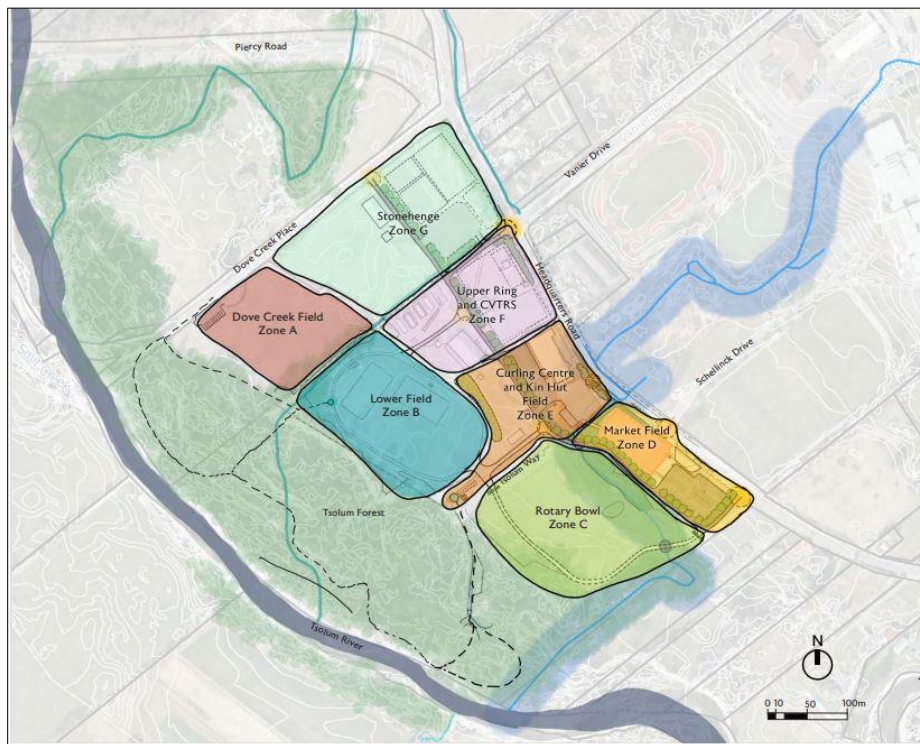 Piercy Road
Vanier Drive
Stonehenge
Zone G
Dove Creek Place
Headquarters Road
Upper Ring
and CVTRS
Zone F
Dove Creek Field
Zone A
Schellinck Drive
Curling Centre
and Kin Hut
Field
Zone E
Lower Field
Zone B
Market Field
Zone D
Tsolum Way
Rotary Bowl
Zone C
Tsolum Forest
Tsolum River
N
0 10 50 100m